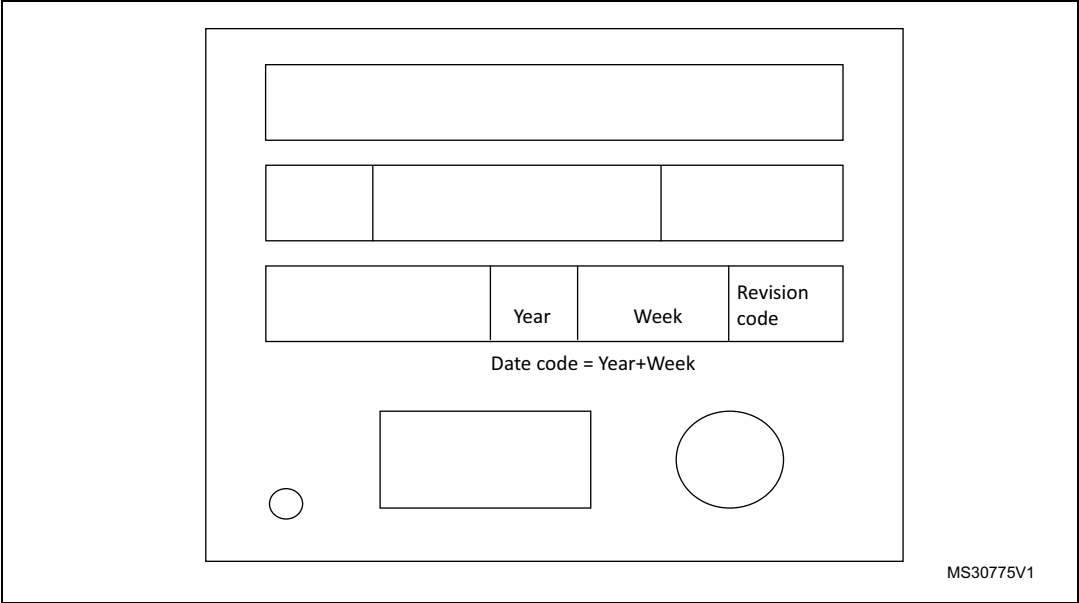 Year Week Revision
code
Date code = Year+Week
MS30775V1